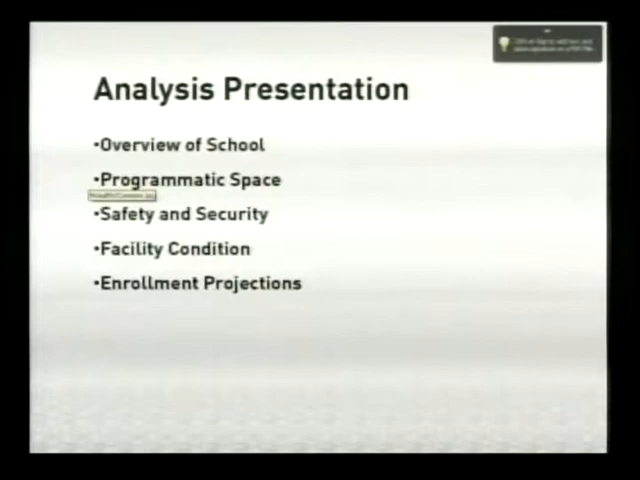 Analysis Presentation
•Overview of School
•Programmatic Space
•Safety and Security
•Facility Condition
•Enrollment Projections